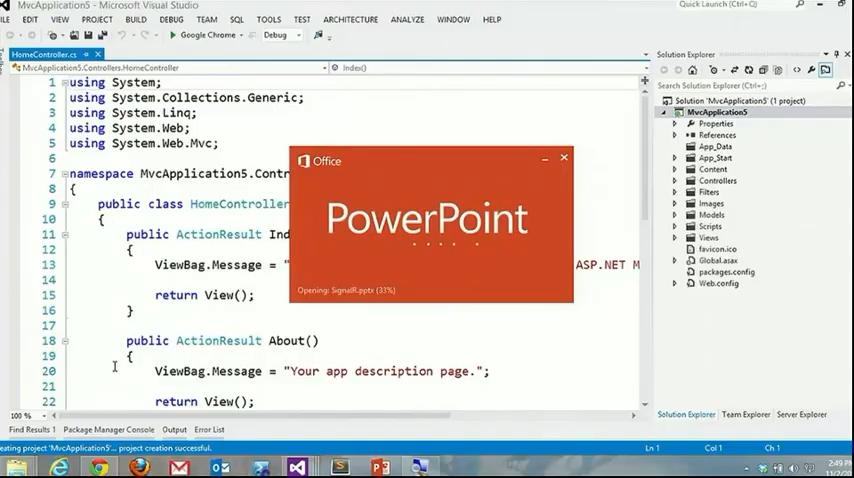 MvcApplication5 - Microsoft Visual Studio
Quick Launch (Ctrl+Q)
EDIT VIEW PROJECT BUILD DEBUG TEAM SQL TOOLS TEST ARCHITECTURE ANALYZE WINDOW HELP
Google Chrome Debug
HomeController.cs
MvcApplication5.Controllers.HomeController Index()
1 using System;
2 using System.Collections.Generic;
3 using System.Linq;
4 using System.Web;
5 using System.Web.Mvc;
6
7 namespace MvcApplication5.Contr
8 {
9 public class HomeController
10 {
11 public ActionResult Ind
12 {
13 ViewBag.Message = " ASP.NET M
14
15 return View();
16 }
17
18 public ActionResult About()
19 {
20 ViewBag.Message = "Your app description page.";
21
22 return View();
Office
PowerPoint
Opening: SignalR.pptx (33%)
Solution Explorer
Search Solution Explorer (Ctrl+;)
Solution 'MvcApplication5' (1 project)
MvcApplication5
Properties
References
App_Data
App_Start
Content
Controllers
Filters
Images
Models
Scripts
Views
favicon.ico
Global.asax
packages.config
Web.config
100 %
Solution Explorer Team Explorer Server Explorer
Find Results 1 Package Manager Console Output Error List
eating project 'MvcApplication5'... project creation successful.
Ln 1 Col 1 Ch 1
2:49 PM